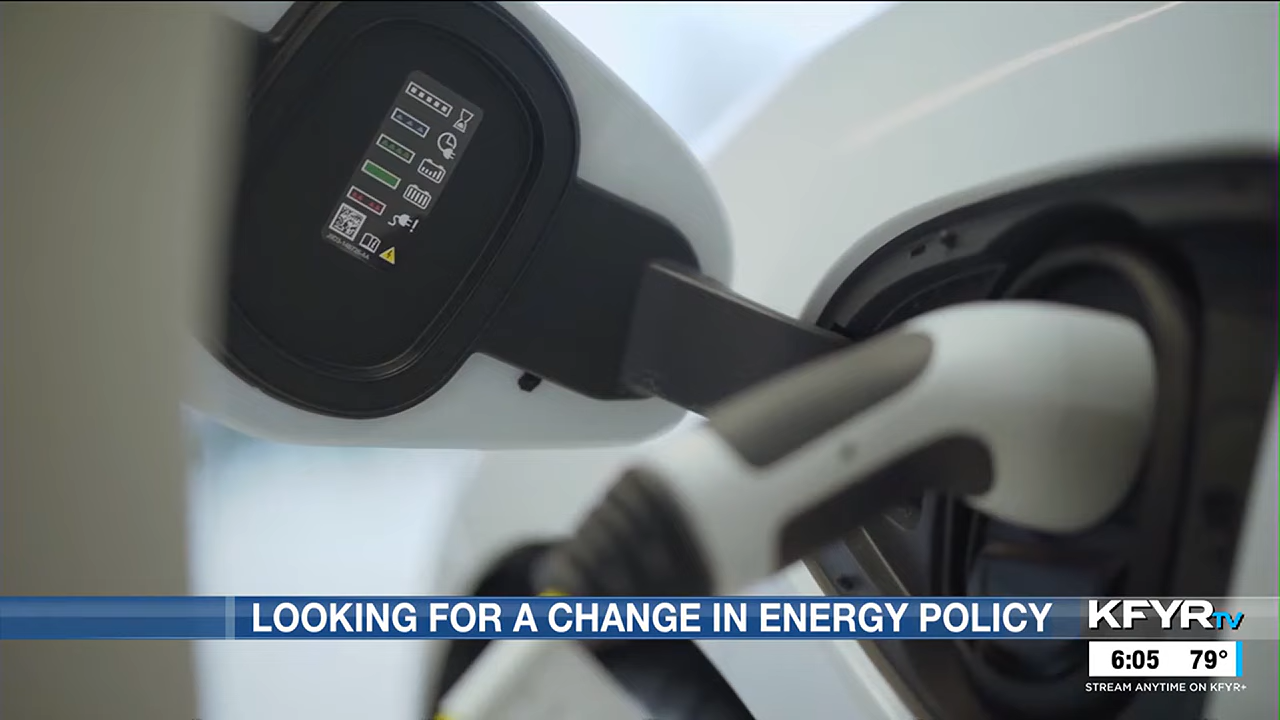 LOOKING FOR A CHANGE IN ENERGY POLICY
KFYRTV
6:05 79°
STREAM ANYTIME ON KFYR+